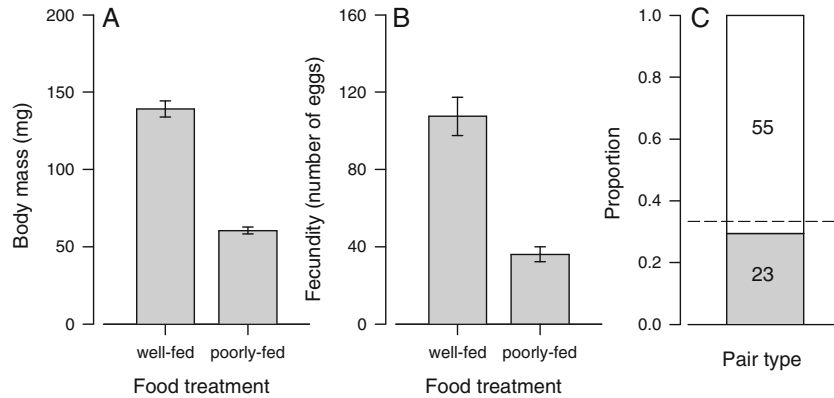 A
Body mass (mg)
200
150
100
50
0
well-fed poorly-fed
Food treatment
B
Fecundity (number of eggs)
160
120
80
40
0
well-fed poorly-fed
Food treatment
C
Proportion
1.0
0.8
0.6
0.4
0.2
0.0
55
23
Pair type